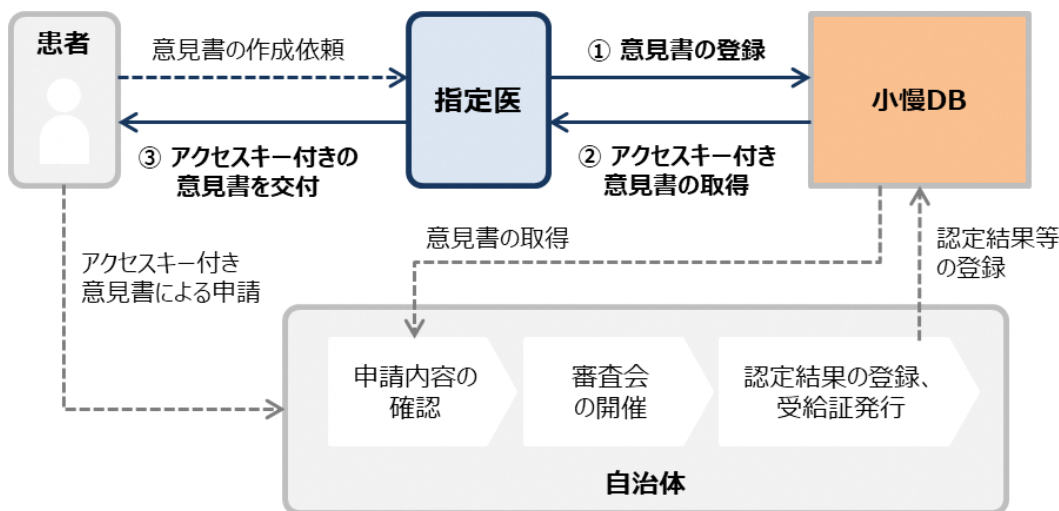 患者
意見書の作成依頼
指定医
① 意見書の登録
小慢DB
③ アクセスキー付きの
意見書を交付
② アクセスキー付き
意見書の取得
アクセスキー付き
意見書による申請
意見書の取得
認定結果等
の登録
申請内容の
確認
審査会
の開催
認定結果の登録、
受給証発行
自治体